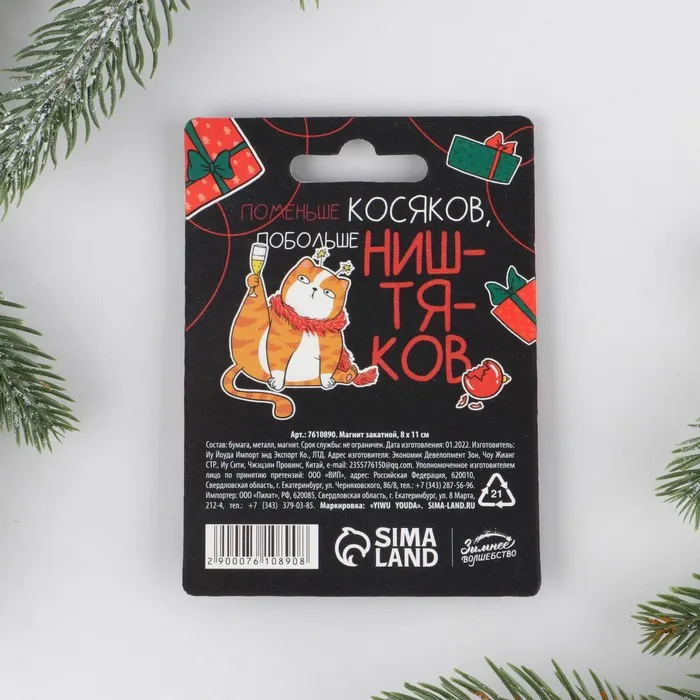 ПОМЕНЬШЕ КОСЯКОВ,
ПОБОЛЬШЕ НИШ-
ТЯ-
КОВ
Арт.: 7610890. Магнит закатной, 8 х 11 см
Состав: бумага, металл, магнит. Срок службы: не ограничен. Дата изготовления: 01.2022. Изготовитель:
Иу Йоуда Импорт энд Экспорт Ко., ЛТД. Адрес изготовителя: Экономик Девелопмент Зон, Чоу Жианг
СТР., Иу Сити, Чжэцзян Провинс, Китай, e-mail: 2355776150@qq.com. Уполномоченное изготовителем
лицо по принятию претензий: ООО «ВИП», адрес: Российская Федерация, 620010,
Свердловская область, г. Екатеринбург, ул. Черняховского, 86/8, тел.: +7 (343) 287-56-96.
Импортер: ООО «Пилат», РФ, 620085, Свердловская область, г. Екатеринбург, ул. 8 Марта,
212-4, тел.: +7 (343) 379-03-85. Маркировка: «YIWU YOUDA». SIMA-LAND.RU
21
2 900076 108908
SIMA
LAND
Зимнее
ВОЛШЕБСТВО